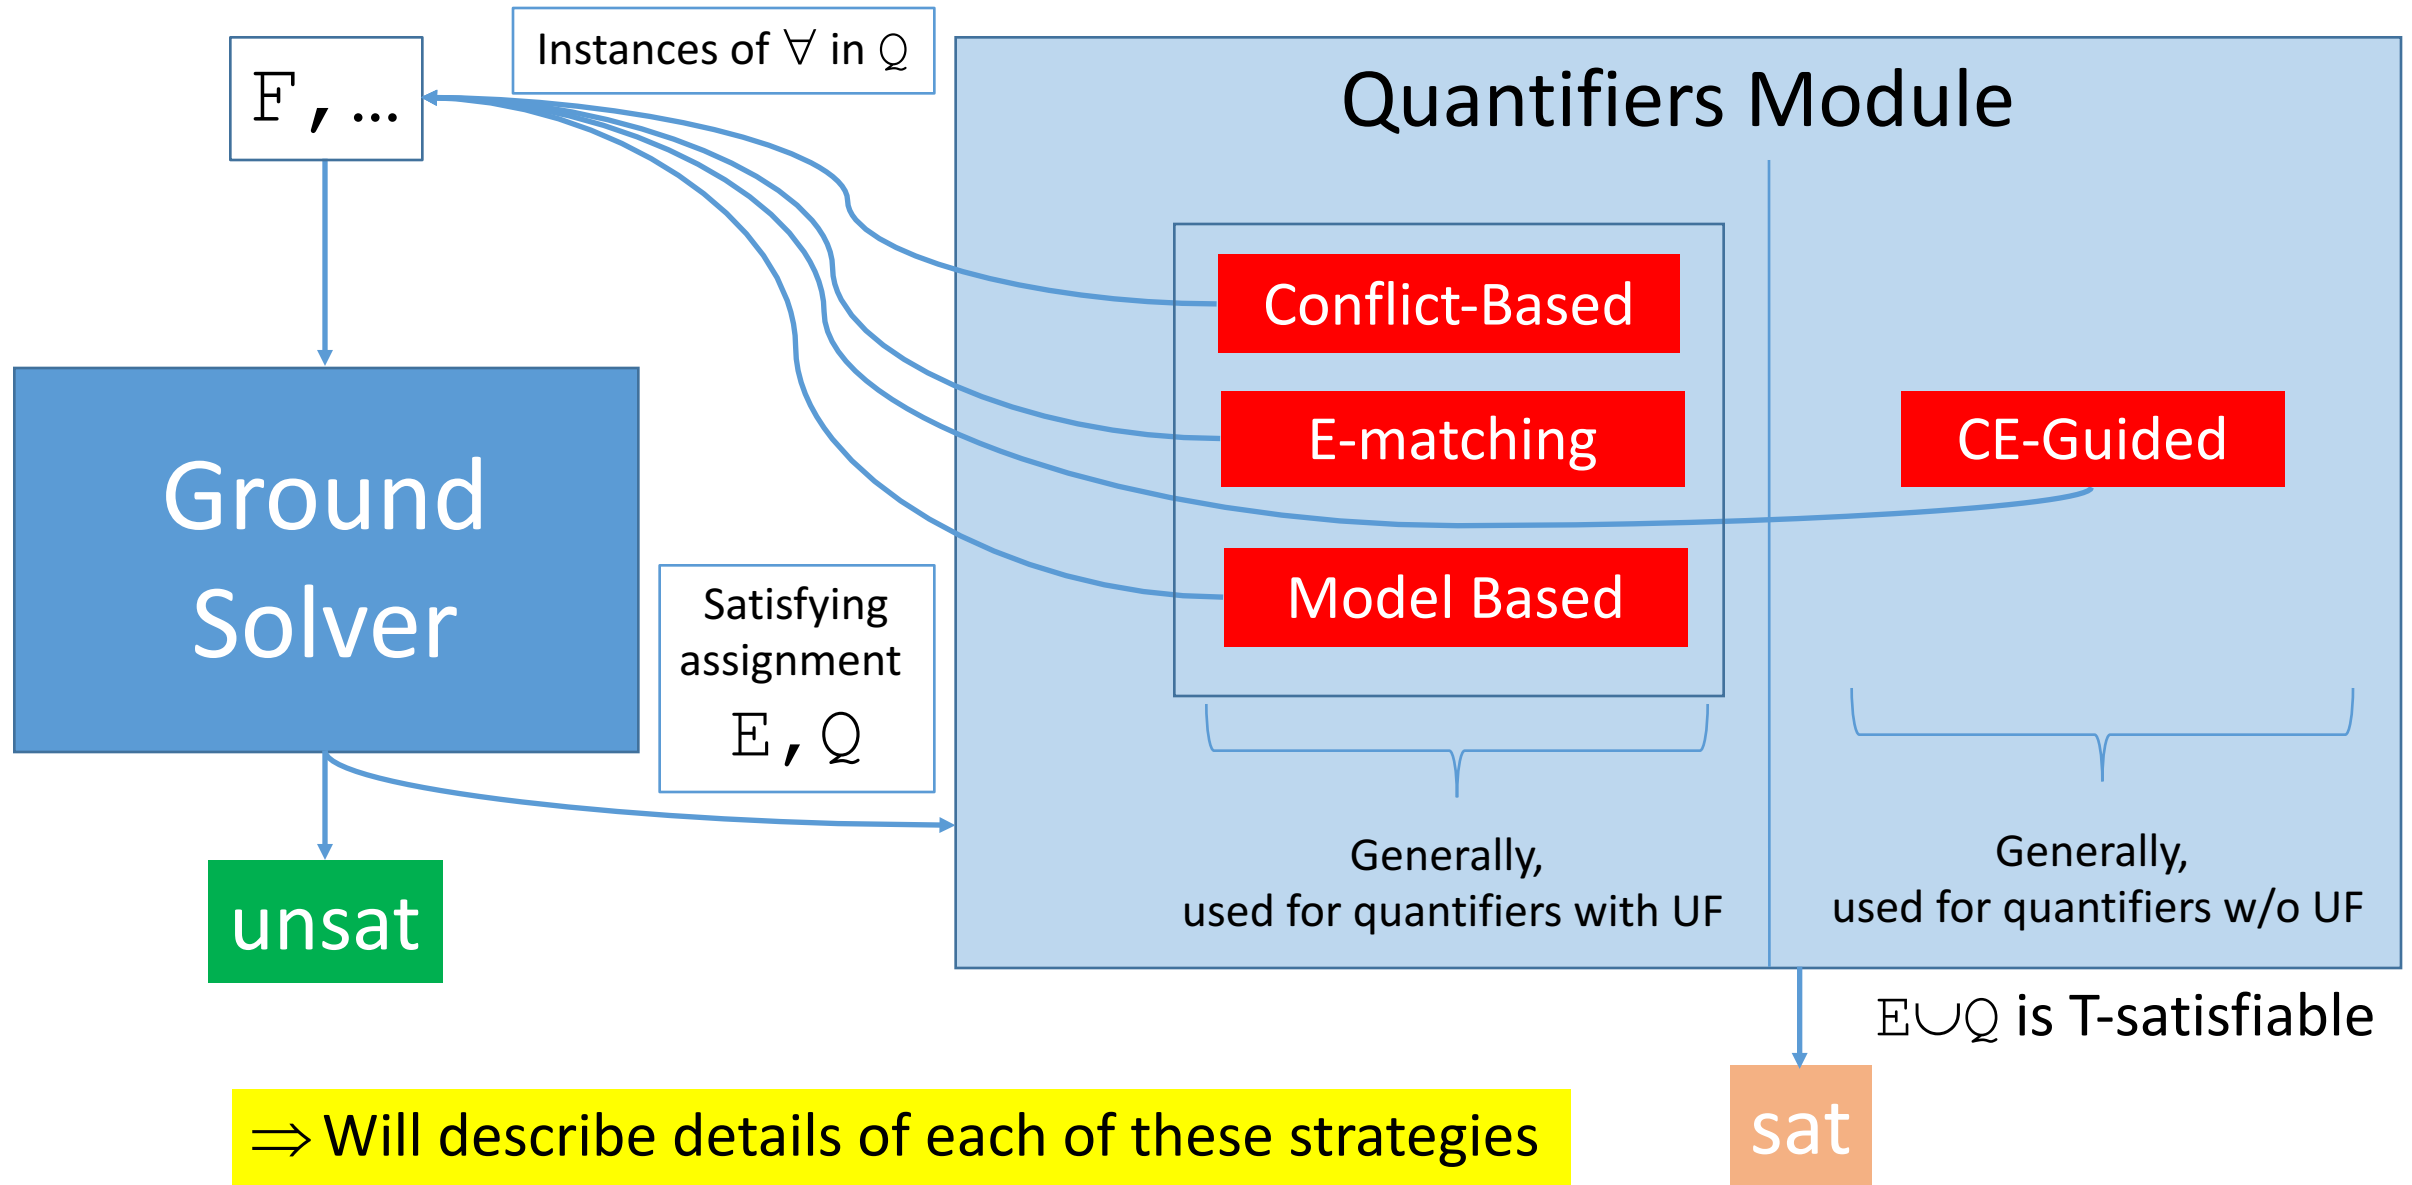 Instances of ∀ in Q
F,…
Quantifiers Module
Conflict-Based
E-matching
CE-Guided
Model Based
Ground
Solver
Satisfying
assignment
E,Q
Generally,
used for quantifiers with UF
Generally,
used for quantifiers w/o UF
unsat
E∪Q is T-satisfiable
sat
⇒ Will describe details of each of these strategies